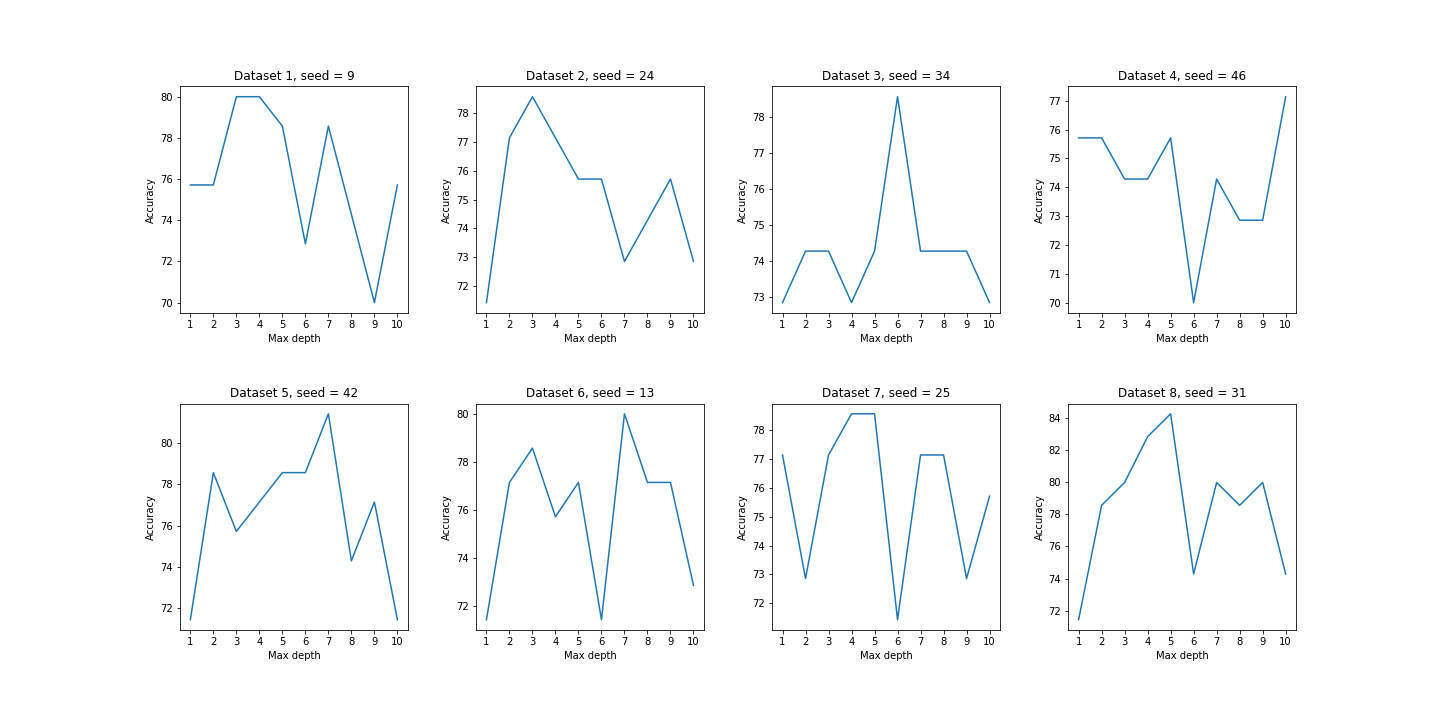 Dataset 1, seed = 9
Accuracy
80
78
76
74
72
70
1 2 3 4 5 6 7 8 9 10
Max depth
Dataset 2, seed = 24
Accuracy
78
77
76
75
74
73
72
1 2 3 4 5 6 7 8 9 10
Max depth
Dataset 3, seed = 34
Accuracy
78
77
76
75
74
73
1 2 3 4 5 6 7 8 9 10
Max depth
Dataset 4, seed = 46
Accuracy
77
76
75
74
73
72
71
70
1 2 3 4 5 6 7 8 9 10
Max depth
Dataset 5, seed = 42
Accuracy
80
78
76
74
72
1 2 3 4 5 6 7 8 9 10
Max depth
Dataset 6, seed = 13
Accuracy
80
78
76
74
72
1 2 3 4 5 6 7 8 9 10
Max depth
Dataset 7, seed = 25
Accuracy
78
77
76
75
74
73
72
1 2 3 4 5 6 7 8 9 10
Max depth
Dataset 8, seed = 31
Accuracy
84
82
80
78
76
74
72
1 2 3 4 5 6 7 8 9 10
Max depth